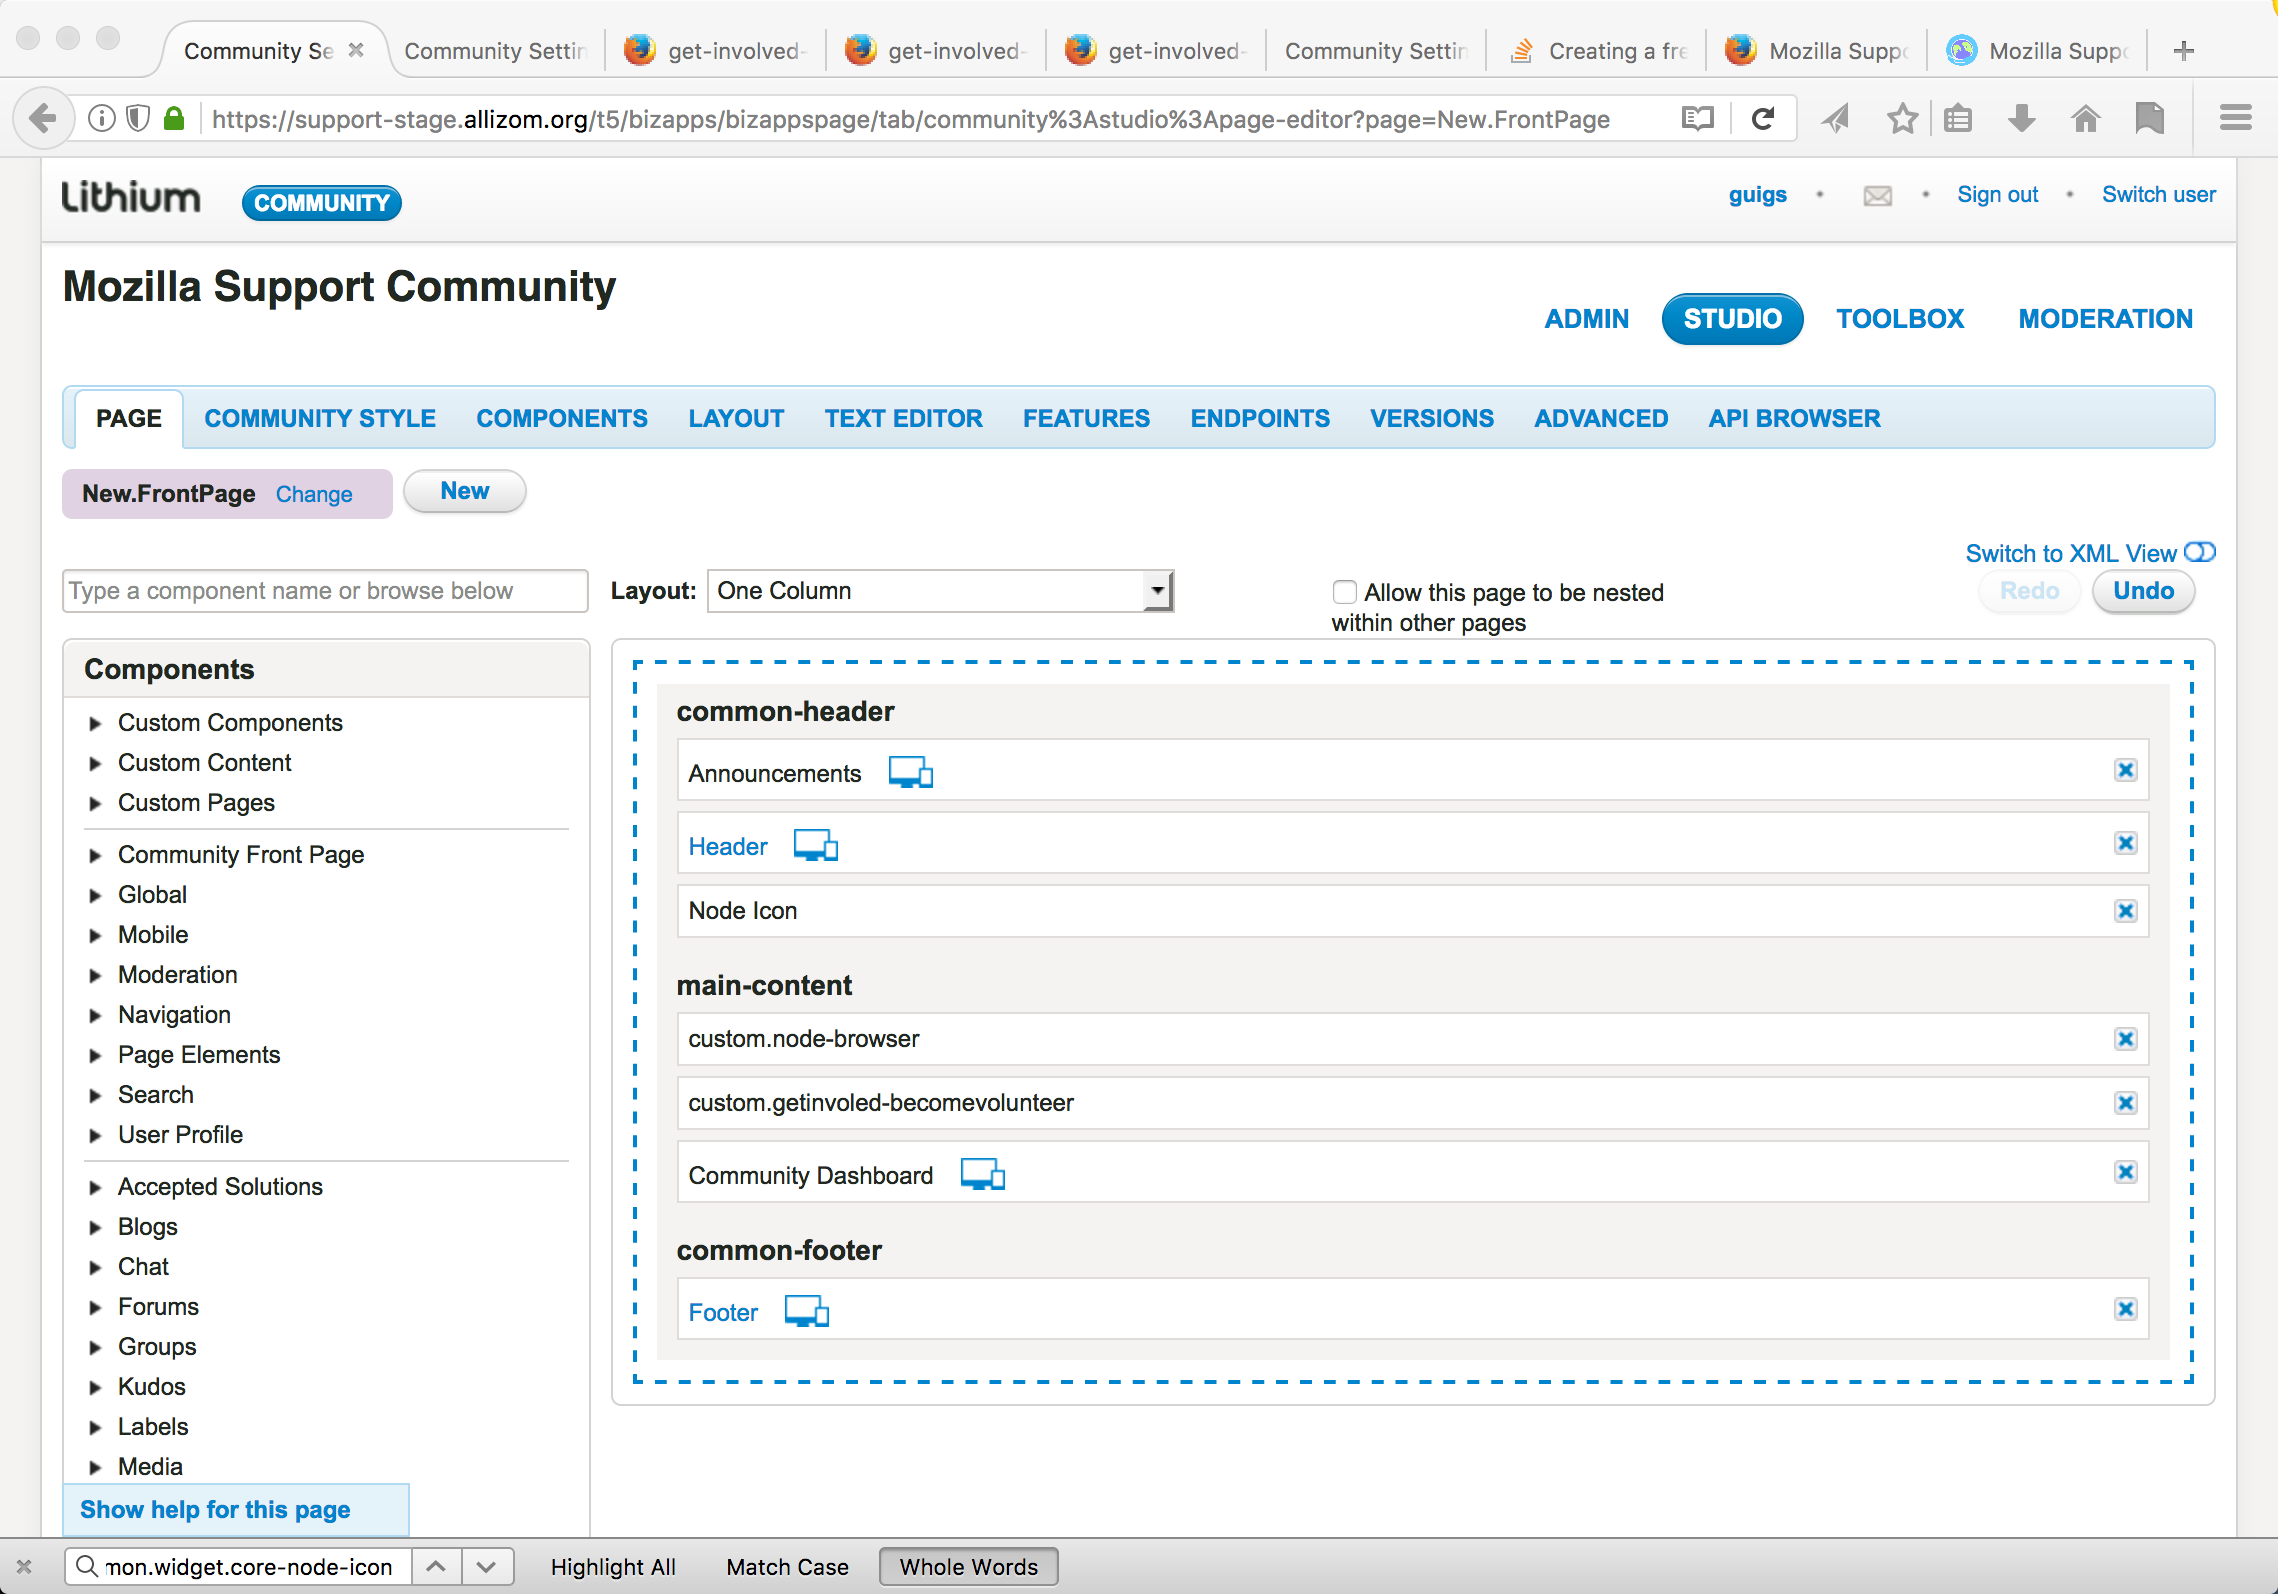 Community Se
Community Settin
get-involved-
get-involved-
get-involved-
Community Settin
Creating a fre
Mozilla Suppo
Mozilla Suppo
https://support-stage.allizom.org/t5/bizapps/bizappspage/tab/community%3Astudio%3Apage-editor?page=New.FrontPage
Lithium COMMUNITY
guigs • • Sign out • Switch user
Mozilla Support Community
ADMIN STUDIO TOOLBOX MODERATION
PAGE COMMUNITY STYLE COMPONENTS LAYOUT TEXT EDITOR FEATURES ENDPOINTS VERSIONS ADVANCED API BROWSER
New.FrontPage Change New
Switch to XML View
Type a component name or browse below
Layout: One Column
Allow this page to be nested
within other pages
Redo Undo
Components
Custom Components
Custom Content
Custom Pages
Community Front Page
Global
Mobile
Moderation
Navigation
Page Elements
Search
User Profile
Accepted Solutions
Blogs
Chat
Forums
Groups
Kudos
Labels
Media
Show help for this page
common-header
Announcements
Header
Node Icon
main-content
custom.node-browser
custom.getinvoled-becomevolunteer
Community Dashboard
common-footer
Footer
mon.widget.core-node-icon
Highlight All Match Case Whole Words